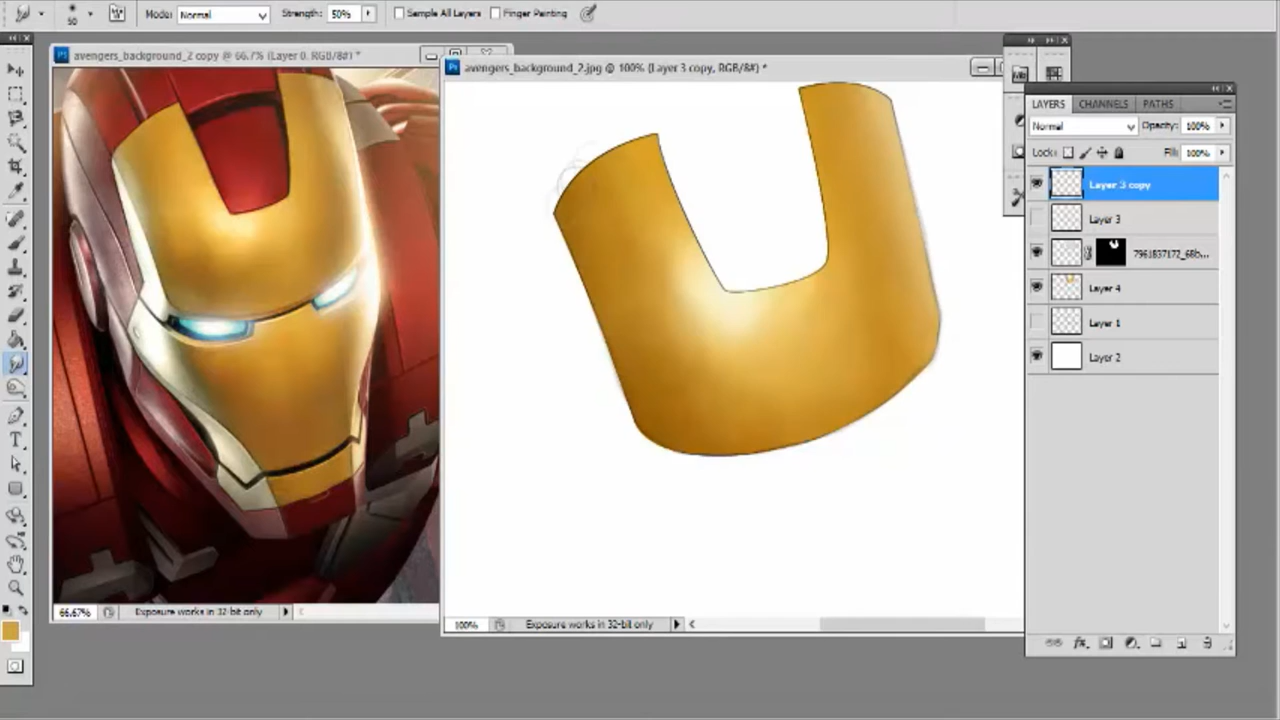 50
Mode: Normal
Strength: 50%
Sample All Layers
Finger Painting
avengers_background_2 copy @ 66.7% (Layer 0, RGB/8#) *
avengers_background_2.jpg @ 100% (Layer 3 copy, RGB/8#) *
LAYERS CHANNELS PATHS
Normal Opacity: 100%
Lock: Fill: 100%
Layer 3 copy
Layer 3
7961837172_68b...
Layer 4
Layer 1
Layer 2
66.67% Exposure works in 32-bit only
100% Exposure works in 32-bit only